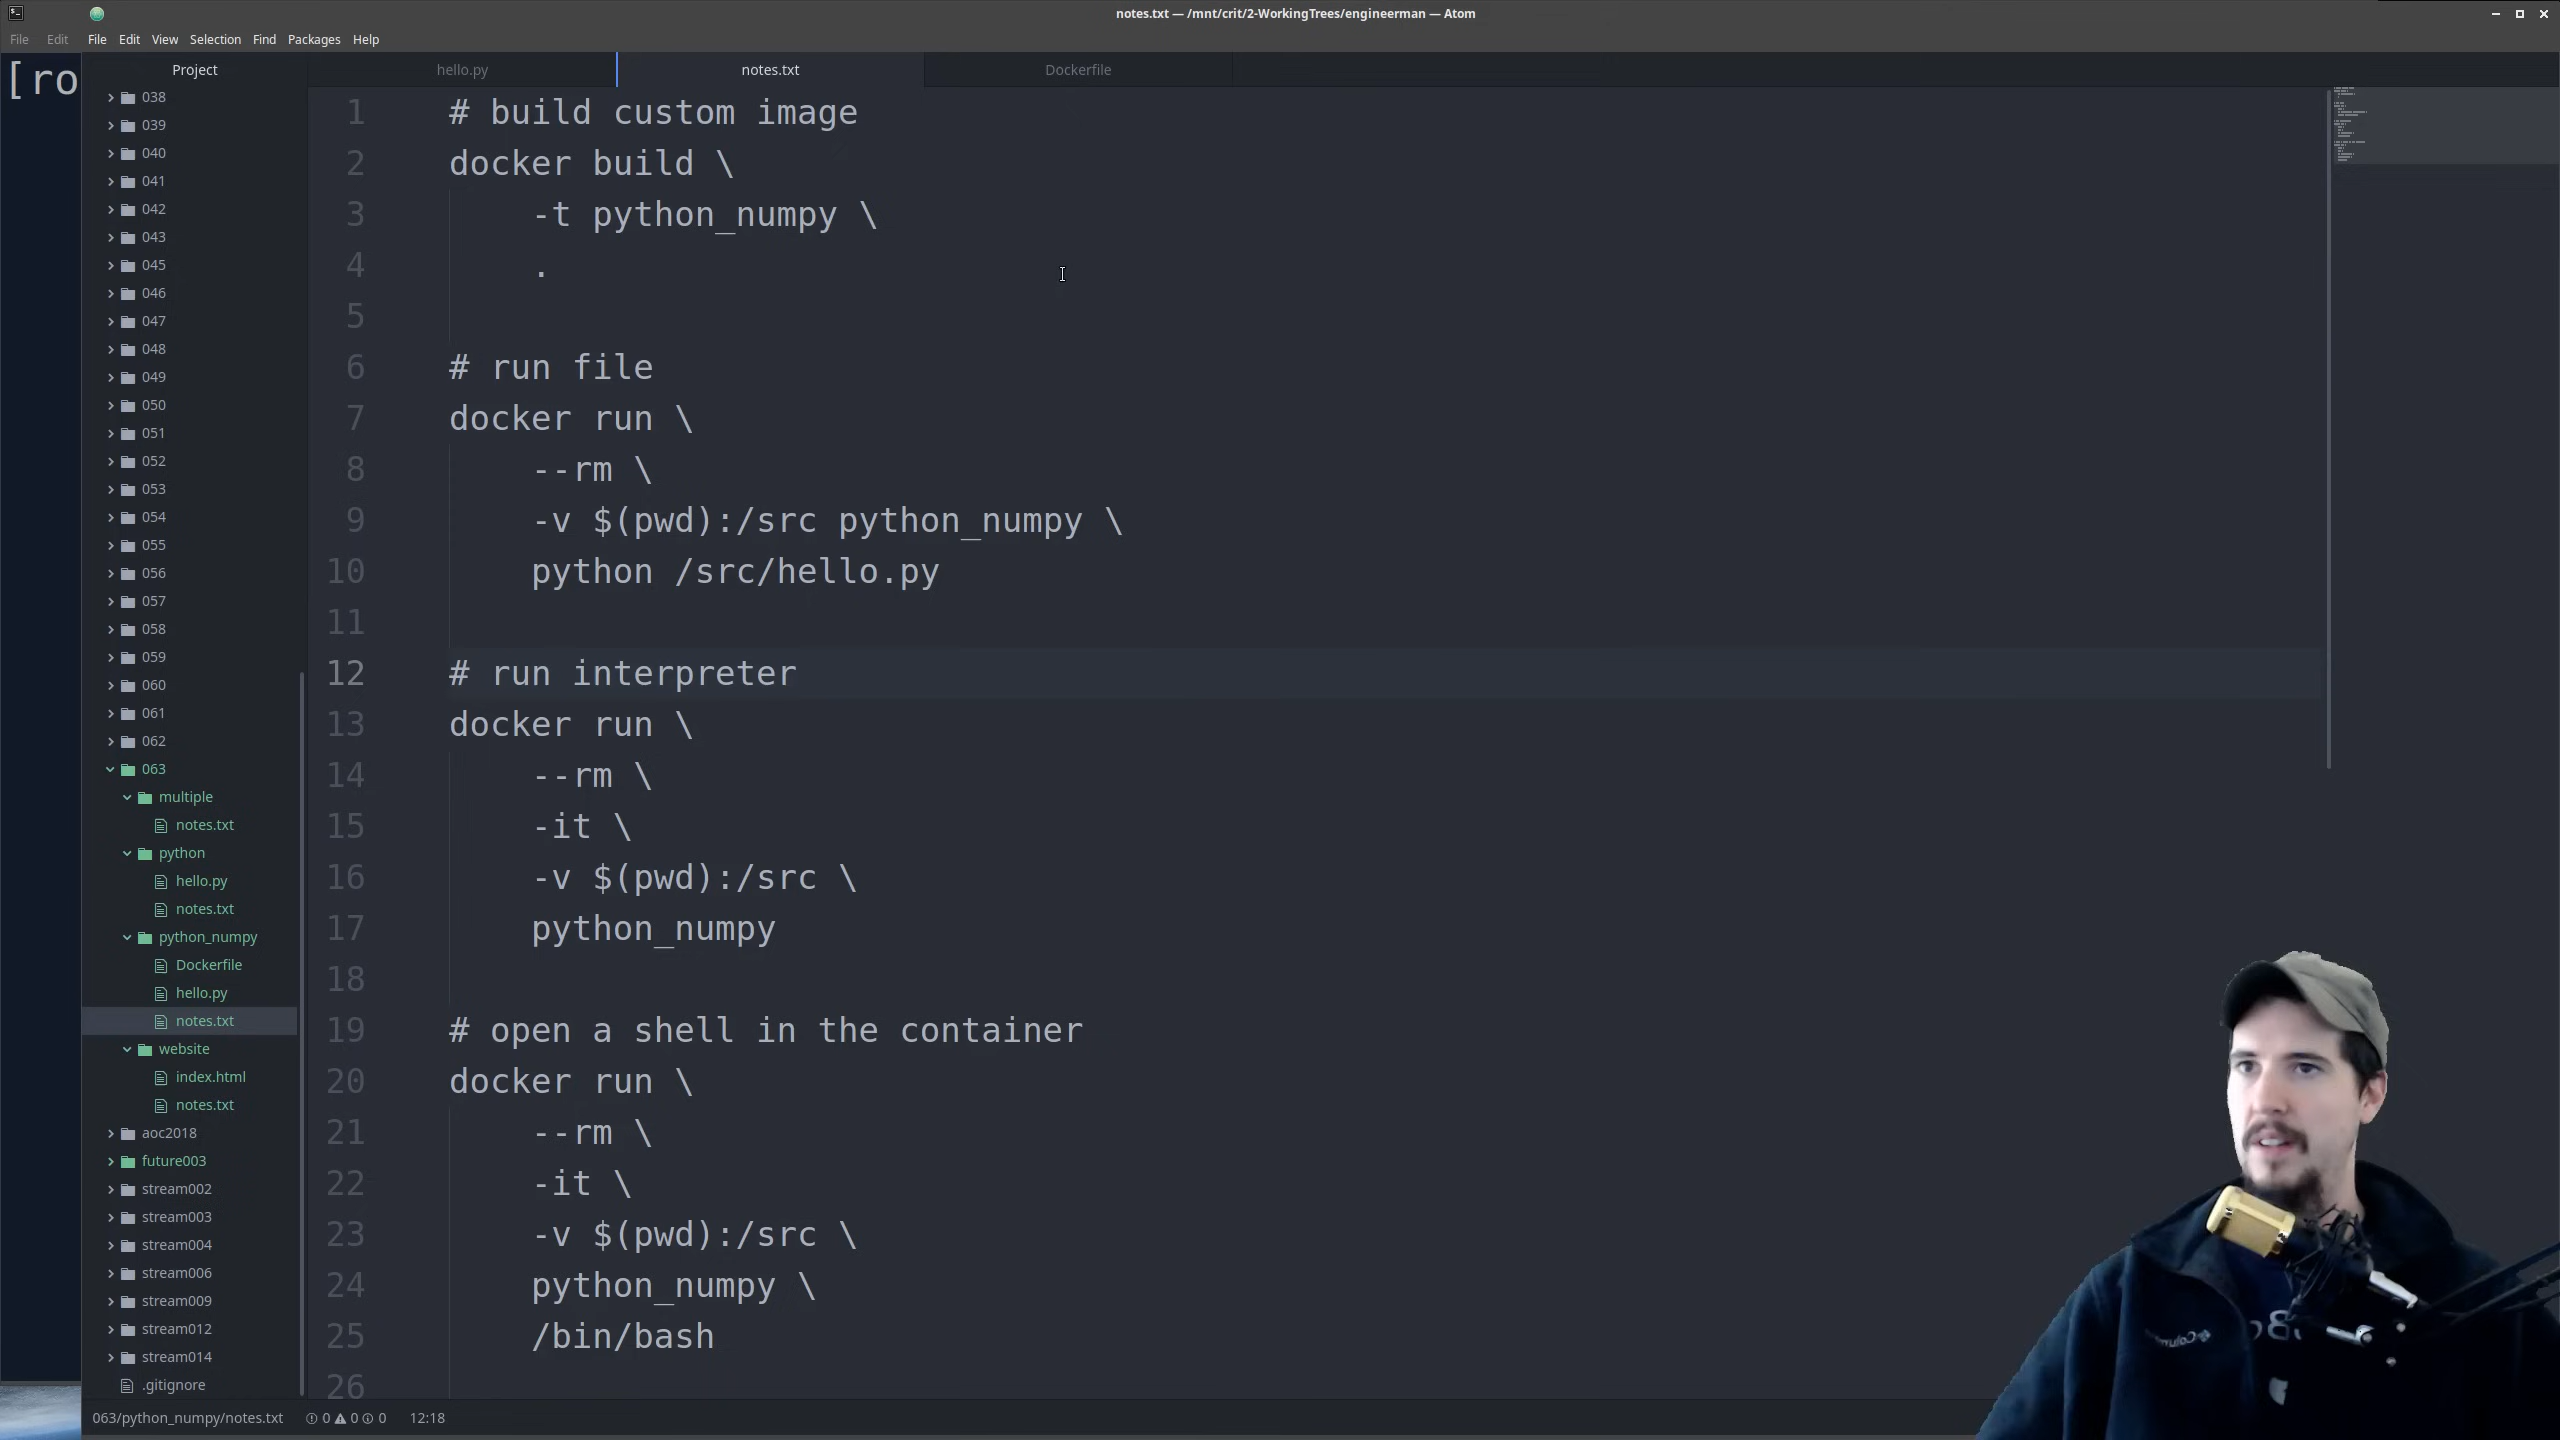 notes.txt — /mnt/crit/2-WorkingTrees/engineerman — Atom
File Edit File Edit View Selection Find Packages Help
[ro
Project
hello.py notes.txt Dockerfile
038
039
040
041
042
043
045
046
047
048
049
050
051
052
053
054
055
056
057
058
059
060
061
062
063
multiple
notes.txt
python
hello.py
notes.txt
python_numpy
Dockerfile
hello.py
notes.txt
website
index.html
notes.txt
aoc2018
future003
stream002
stream003
stream004
stream006
stream009
stream012
stream014
.gitignore
1 # build custom image
2 docker build \
3 -t python_numpy \
4 .
5
6 # run file
7 docker run \
8 --rm \
9 -v $(pwd):/src python_numpy \
10 python /src/hello.py
11
12 # run interpreter
13 docker run \
14 --rm \
15 -it \
16 -v $(pwd):/src \
17 python_numpy
18
19 # open a shell in the container
20 docker run \
21 --rm \
22 -it \
23 -v $(pwd):/src \
24 python_numpy \
25 /bin/bash
26
063/python_numpy/notes.txt 0 0 0 12:18